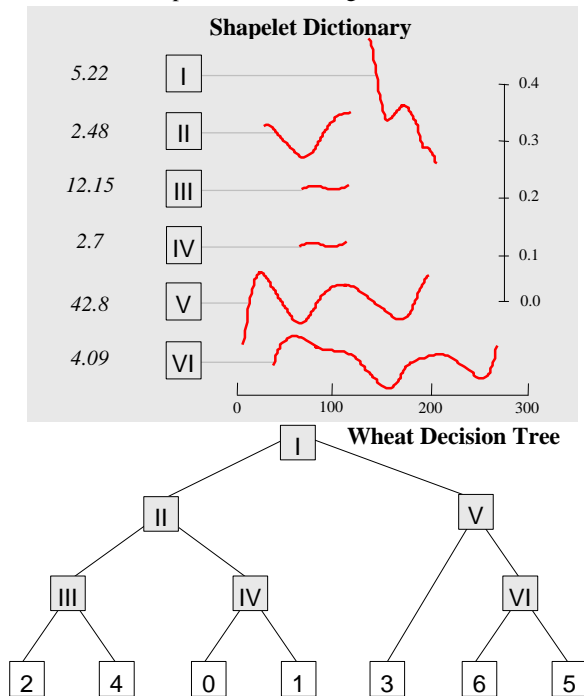 Shapelet Dictionary
5.22 I
0.4
2.48 II
0.3
12.15 III
0.2
2.7 IV
0.1
42.8 V
0.0
4.09 VI
0 100 200 300
Wheat Decision Tree
I
II V
III IV VI
2 4 0 1 3 6 5